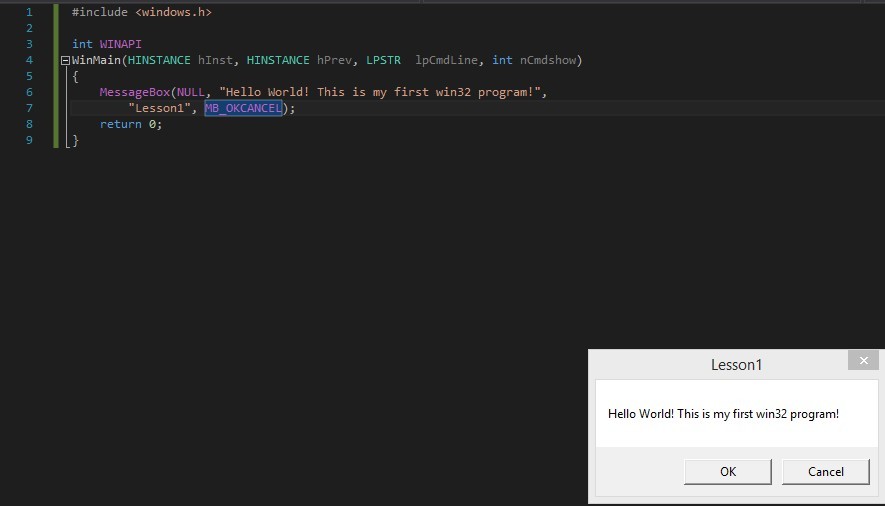 1 #include <windows.h>
2
3 int WINAPI
4 WinMain(HINSTANCE hInst, HINSTANCE hPrev, LPSTR  lpCmdLine, int nCmdshow)
5 {
6     MessageBox(NULL, "Hello World! This is my first win32 program!",
7         "Lesson1", MB_OKCANCEL);
8     return 0;
9 }
Lesson1
Hello World! This is my first win32 program!
OK Cancel